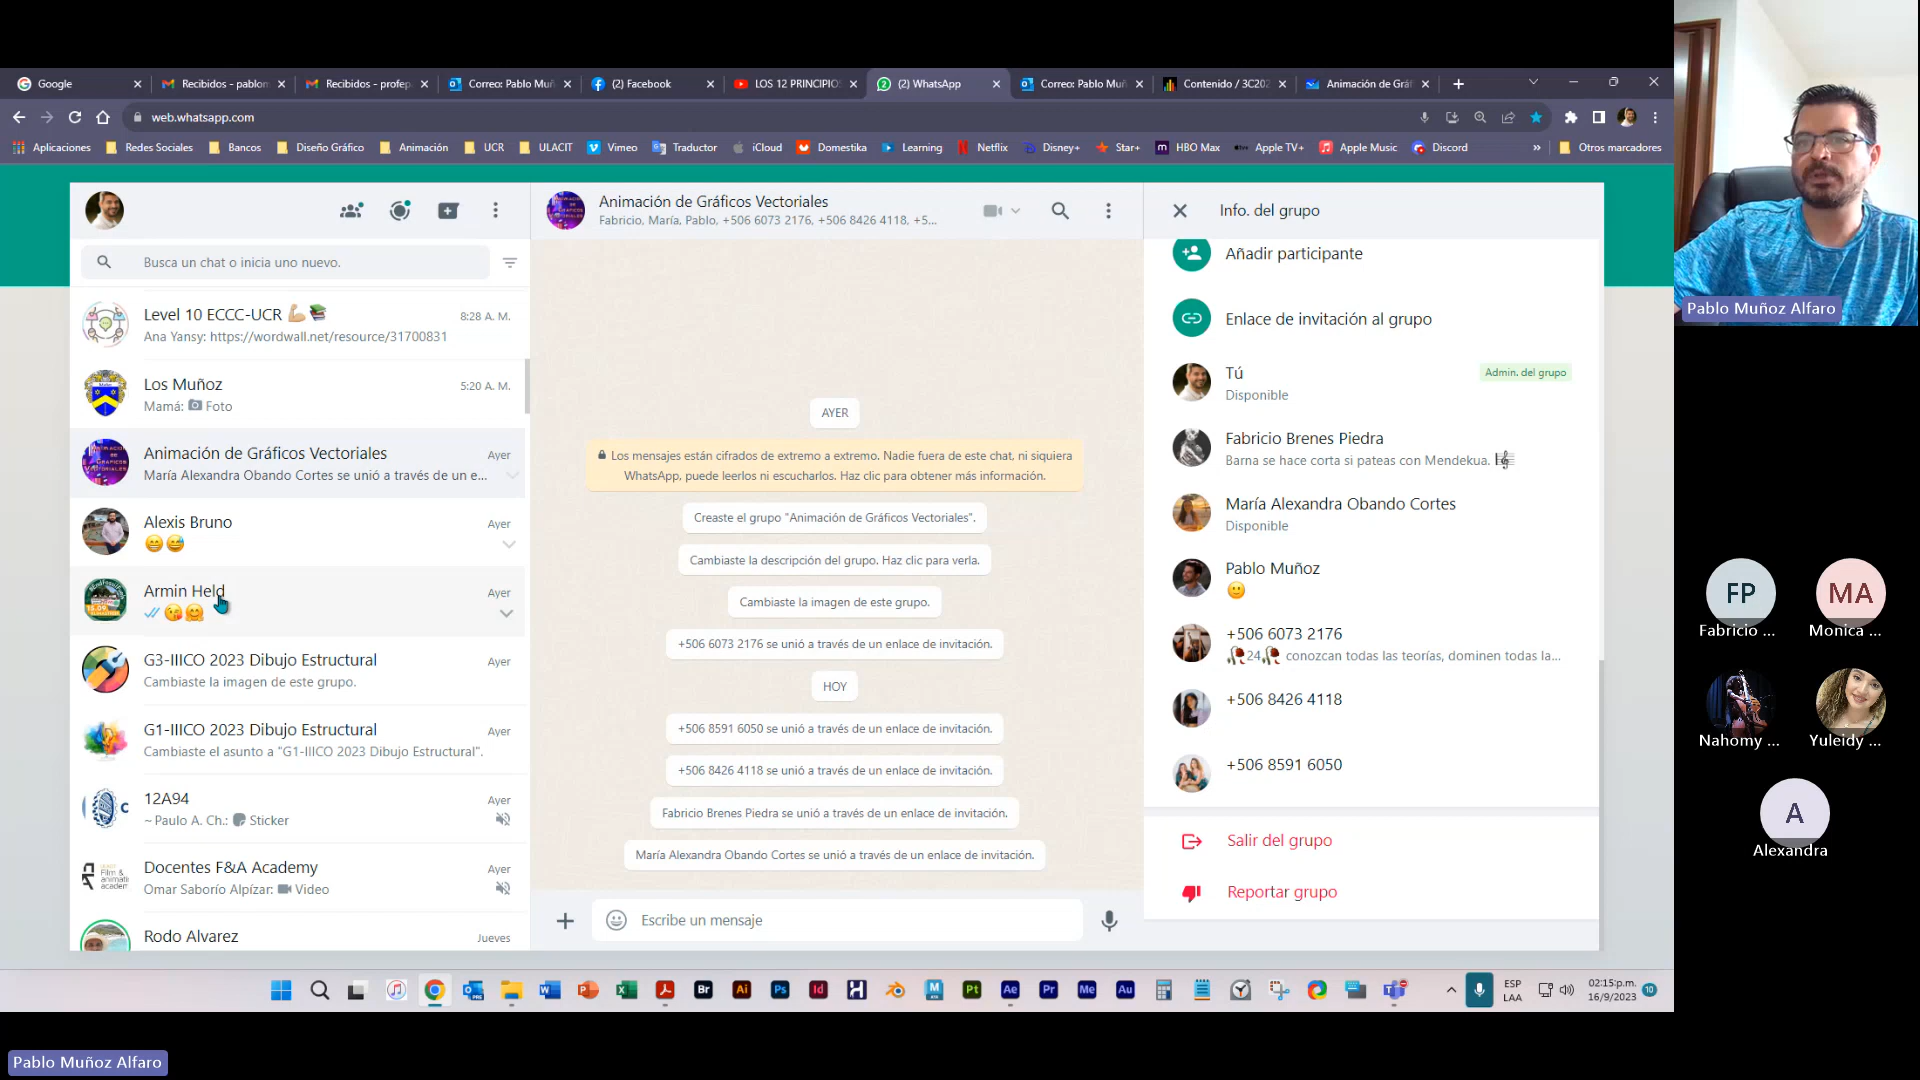 Google
Recibidos - pablon
Recibidos - profep
Correo: Pablo Muñ
(2) Facebook
LOS 12 PRINCIPIO
(2) WhatsApp
Correo: Pablo Muñ
Contenido / 3C202
Animación de Grá
web.whatsapp.com
Aplicaciones
Redes Sociales
Bancos
Diseño Gráfico
Animación
UCR
ULACIT
Vimeo
Traductor
iCloud
Domestika
Learning
Netflix
Disney+
Star+
HBO Max
Apple TV+
Apple Music
Discord
»
Otros marcadores
Busca un chat o inicia uno nuevo.
Level 10 ECCC-UCR 💪🏼📚
8:28 A. M.
Ana Yansy: https://wordwall.net/resource/31700831
Los Muñoz
5:20 A. M.
Mamá: Foto
Animación de Gráficos Vectoriales
Ayer
María Alexandra Obando Cortes se unió a través de un e...
Alexis Bruno
Ayer
😁😅
Armin Held
Ayer
😘🤗
G3-IIICO 2023 Dibujo Estructural
Ayer
Cambiaste la imagen de este grupo.
G1-IIICO 2023 Dibujo Estructural
Ayer
Cambiaste el asunto a "G1-IIICO 2023 Dibujo Estructural".
12A94
Ayer
~ Paulo A. Ch.: Sticker
Docentes F&A Academy
Ayer
Omar Saborío Alpízar: Video
Rodo Alvarez
Jueves
Animación de Gráficos Vectoriales
Fabricio, María, Pablo, +506 6073 2176, +506 8426 4118, +5...
AYER
Los mensajes están cifrados de extremo a extremo. Nadie fuera de este chat, ni siquiera
WhatsApp, puede leerlos ni escucharlos. Haz clic para obtener más información.
Creaste el grupo "Animación de Gráficos Vectoriales".
Cambiaste la descripción del grupo. Haz clic para verla.
Cambiaste la imagen de este grupo.
+506 6073 2176 se unió a través de un enlace de invitación.
HOY
+506 8591 6050 se unió a través de un enlace de invitación.
+506 8426 4118 se unió a través de un enlace de invitación.
Fabricio Brenes Piedra se unió a través de un enlace de invitación.
María Alexandra Obando Cortes se unió a través de un enlace de invitación.
Escribe un mensaje
Info. del grupo
Añadir participante
Enlace de invitación al grupo
Tú
Admin. del grupo
Disponible
Fabricio Brenes Piedra
Barna se hace corta si pateas con Mendekua. 🎼
María Alexandra Obando Cortes
Disponible
Pablo Muñoz
🙂
+506 6073 2176
🥀24🥀 conozcan todas las teorías, dominen todas la...
+506 8426 4118
+506 8591 6050
Salir del grupo
Reportar grupo
Pablo Muñoz Alfaro
FP
Fabricio ...
MA
Monica ...
Nahomy ...
Yuleidy ...
A
Alexandra
Br
Ai
Ps
Id
Pt
Ae
Pr
Me
Au
ESP
LAA
02:15 p.m.
16/9/2023
10
Pablo Muñoz Alfaro